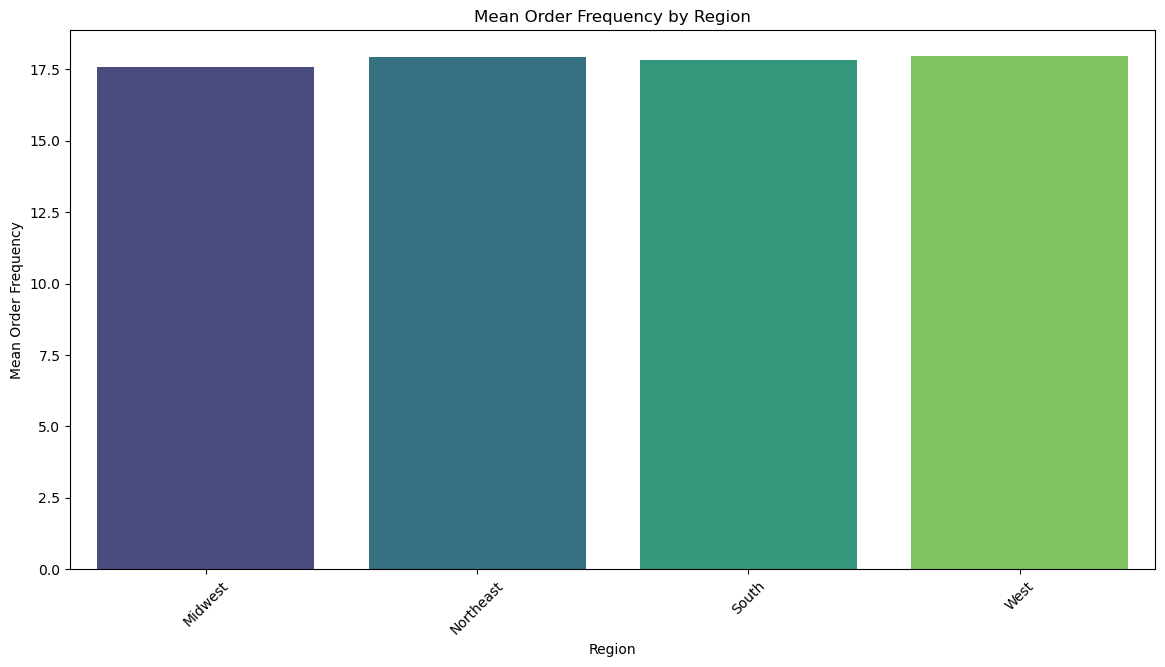 Mean Order Frequency by Region
Mean Order Frequency
17.5
15.0
12.5
10.0
7.5
5.0
2.5
0.0
Midwest
Northeast
South
West
Region